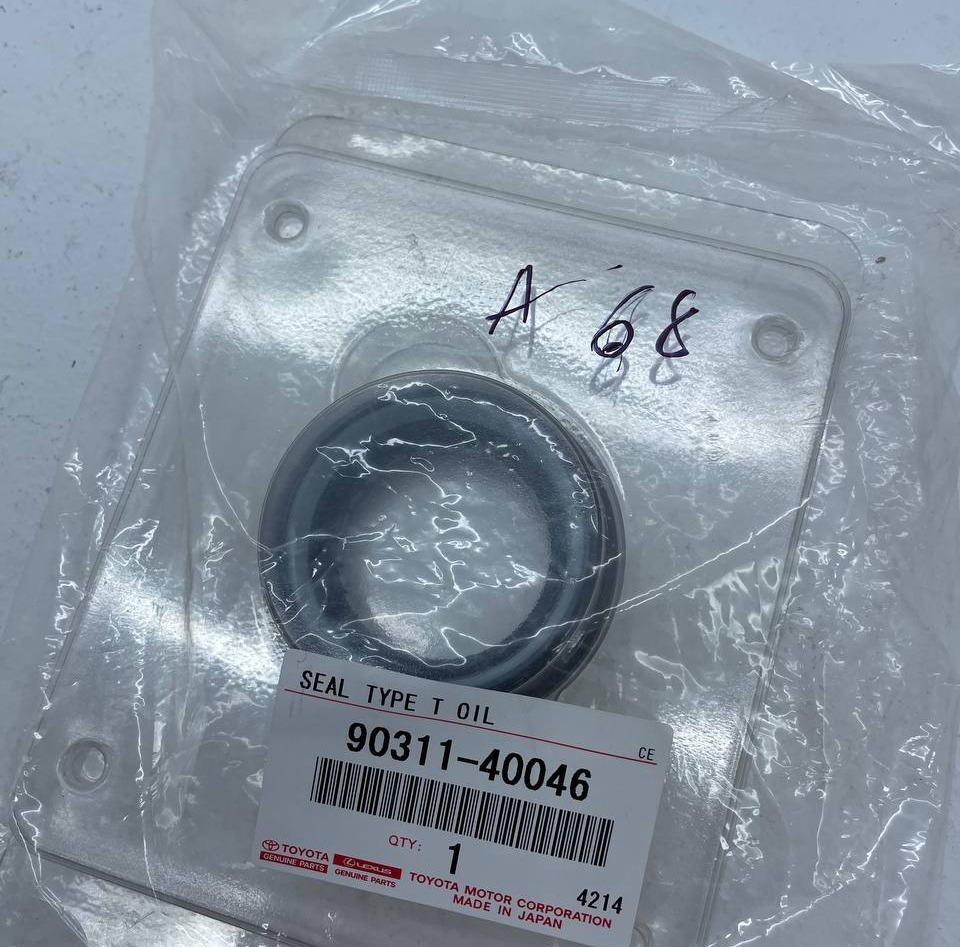 A 68
SEAL TYPE T OIL
CE
90311-40046
QTY: 1
TOYOTA
GENUINE PARTS
LEXUS
GENUINE PARTS
TOYOTA MOTOR CORPORATION
MADE IN JAPAN
4214